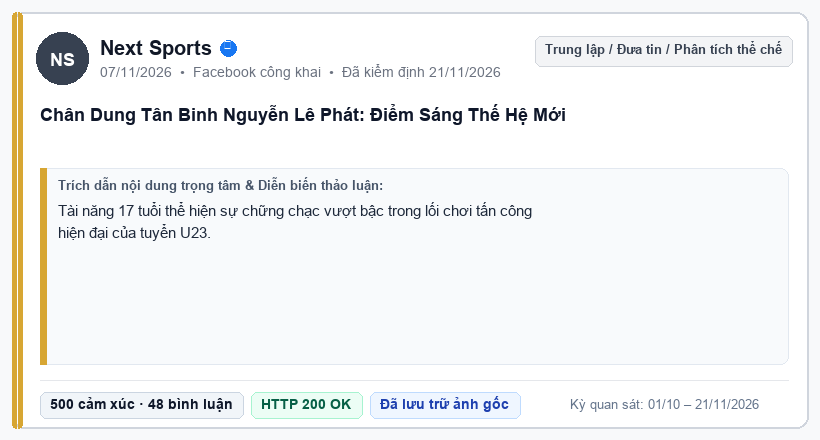 NS
Next Sports
07/11/2026 • Facebook công khai • Đã kiểm định 21/11/2026
Trung lập / Đưa tin / Phân tích thể chế
Chân Dung Tân Binh Nguyễn Lê Phát: Điểm Sáng Thế Hệ Mới
Trích dẫn nội dung trọng tâm & Diễn biến thảo luận:
Tài năng 17 tuổi thể hiện sự chững chạc vượt bậc trong lối chơi tấn công
hiện đại của tuyển U23.
500 cảm xúc · 48 bình luận
HTTP 200 OK
Đã lưu trữ ảnh gốc
Kỳ quan sát: 01/10 – 21/11/2026